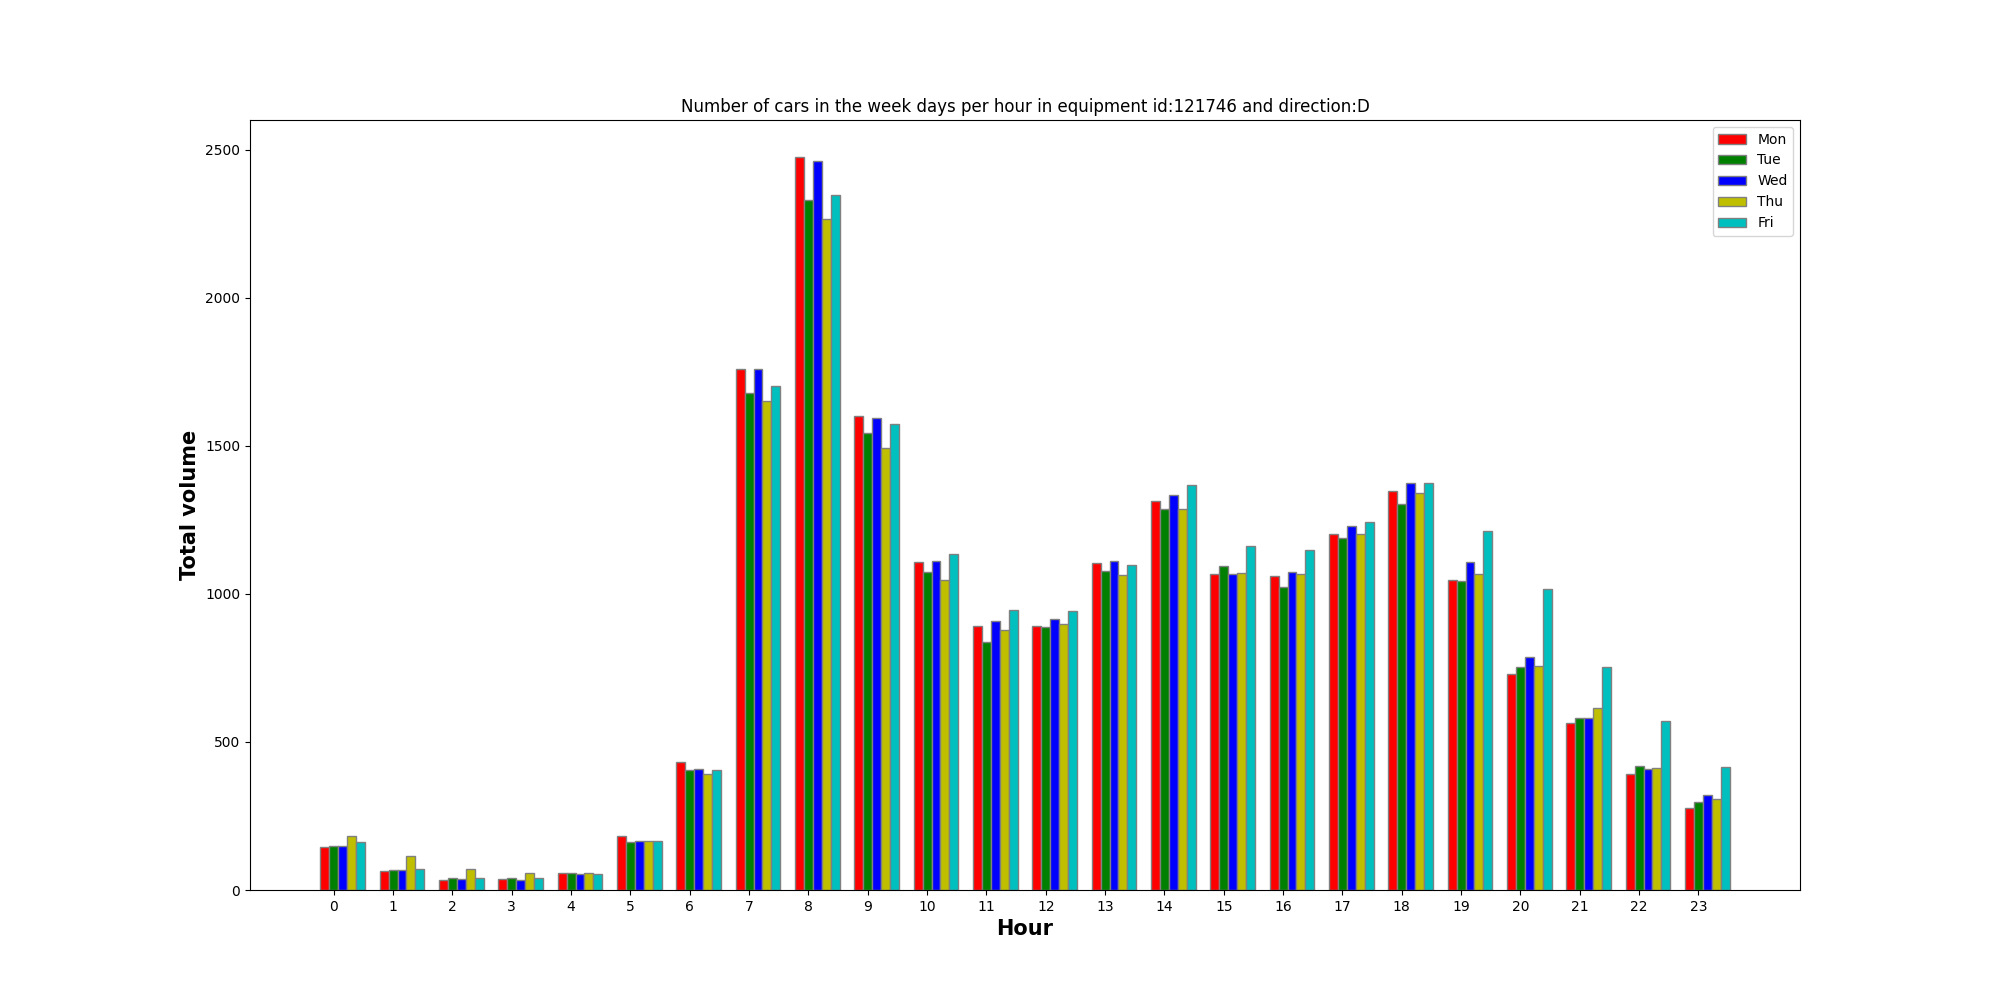 Number of cars in the week days per hour in equipment id:121746 and direction:D
Mon
Tue
Wed
Thu
Fri
Total volume
2500
2000
1500
1000
500
0
0 1 2 3 4 5 6 7 8 9 10 11 12 13 14 15 16 17 18 19 20 21 22 23
Hour